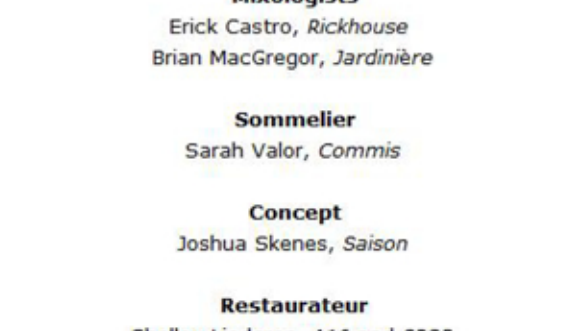 Mixologists
Erick Castro, Rickhouse
Brian MacGregor, Jardinière
Sommelier
Sarah Valor, Commis
Concept
Joshua Skenes, Saison
Restaurateur